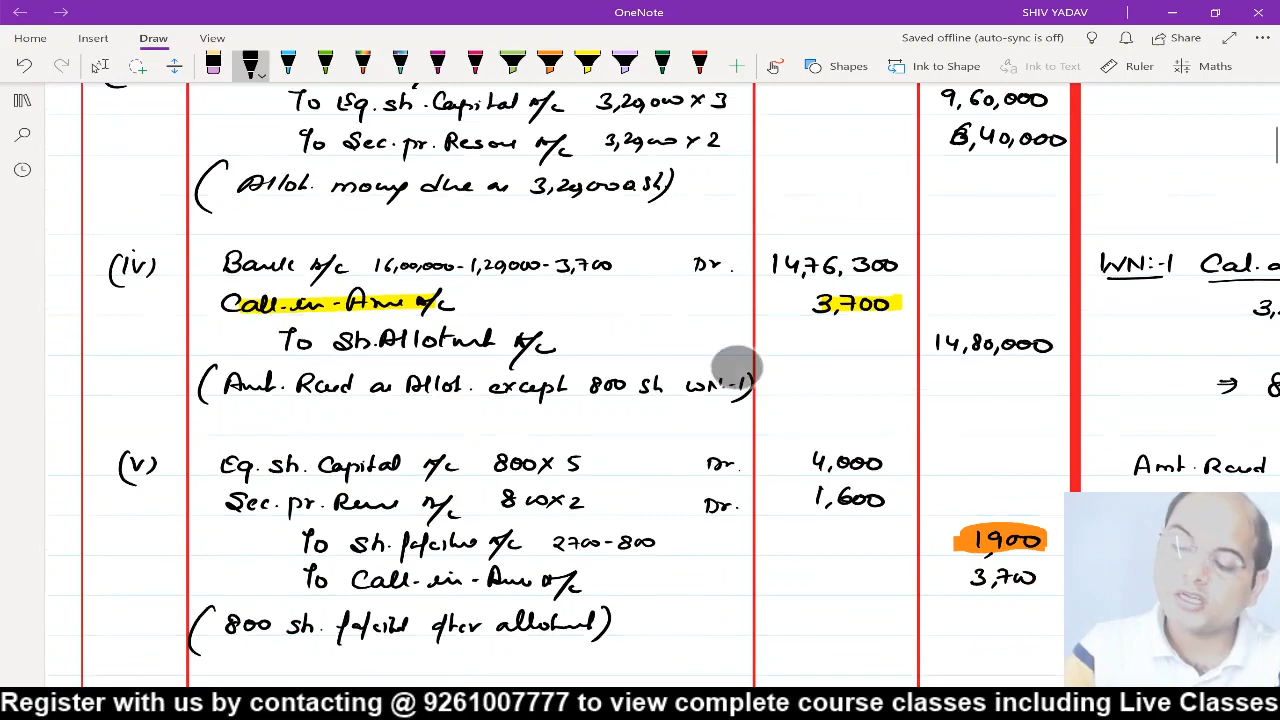 OneNote
SHIV YADAV
Home Insert Draw View
Saved offline (auto-sync is off)
Share
Shapes
Ink to Shape
Ink to Text
Ruler
Maths
To Eq. sh. Capital A/c 3,20,000 x 3 9,60,000
To Sec. pr. Reserve A/c 3,20,000 x 2 6,40,000
(Allot. money due on 3,20,000 sh)
(iv) Bank A/c 16,00,000 - 1,20,000 - 3,700 Dr. 14,76,300
Call-in-Arrear A/c 3,700
To Sh. Allotment A/c 14,80,000
(Amt. Recd on Allot. except 800 sh WN:-1)
WN:-1 Cal. o
3,2
⇒ 8
(v) Eq. sh. Capital A/c 800 x 5 Dr. 4,000
Amt. Recd
Sec. pr. Reserve A/c 800 x 2 Dr. 1,600
To Sh. forfeiture A/c 2700-800 1,900
To Call-in-Arrear A/c 3,700
(800 sh. forfeited after allotment)
Register with us by contacting @ 9261007777 to view complete course classes including Live Classes